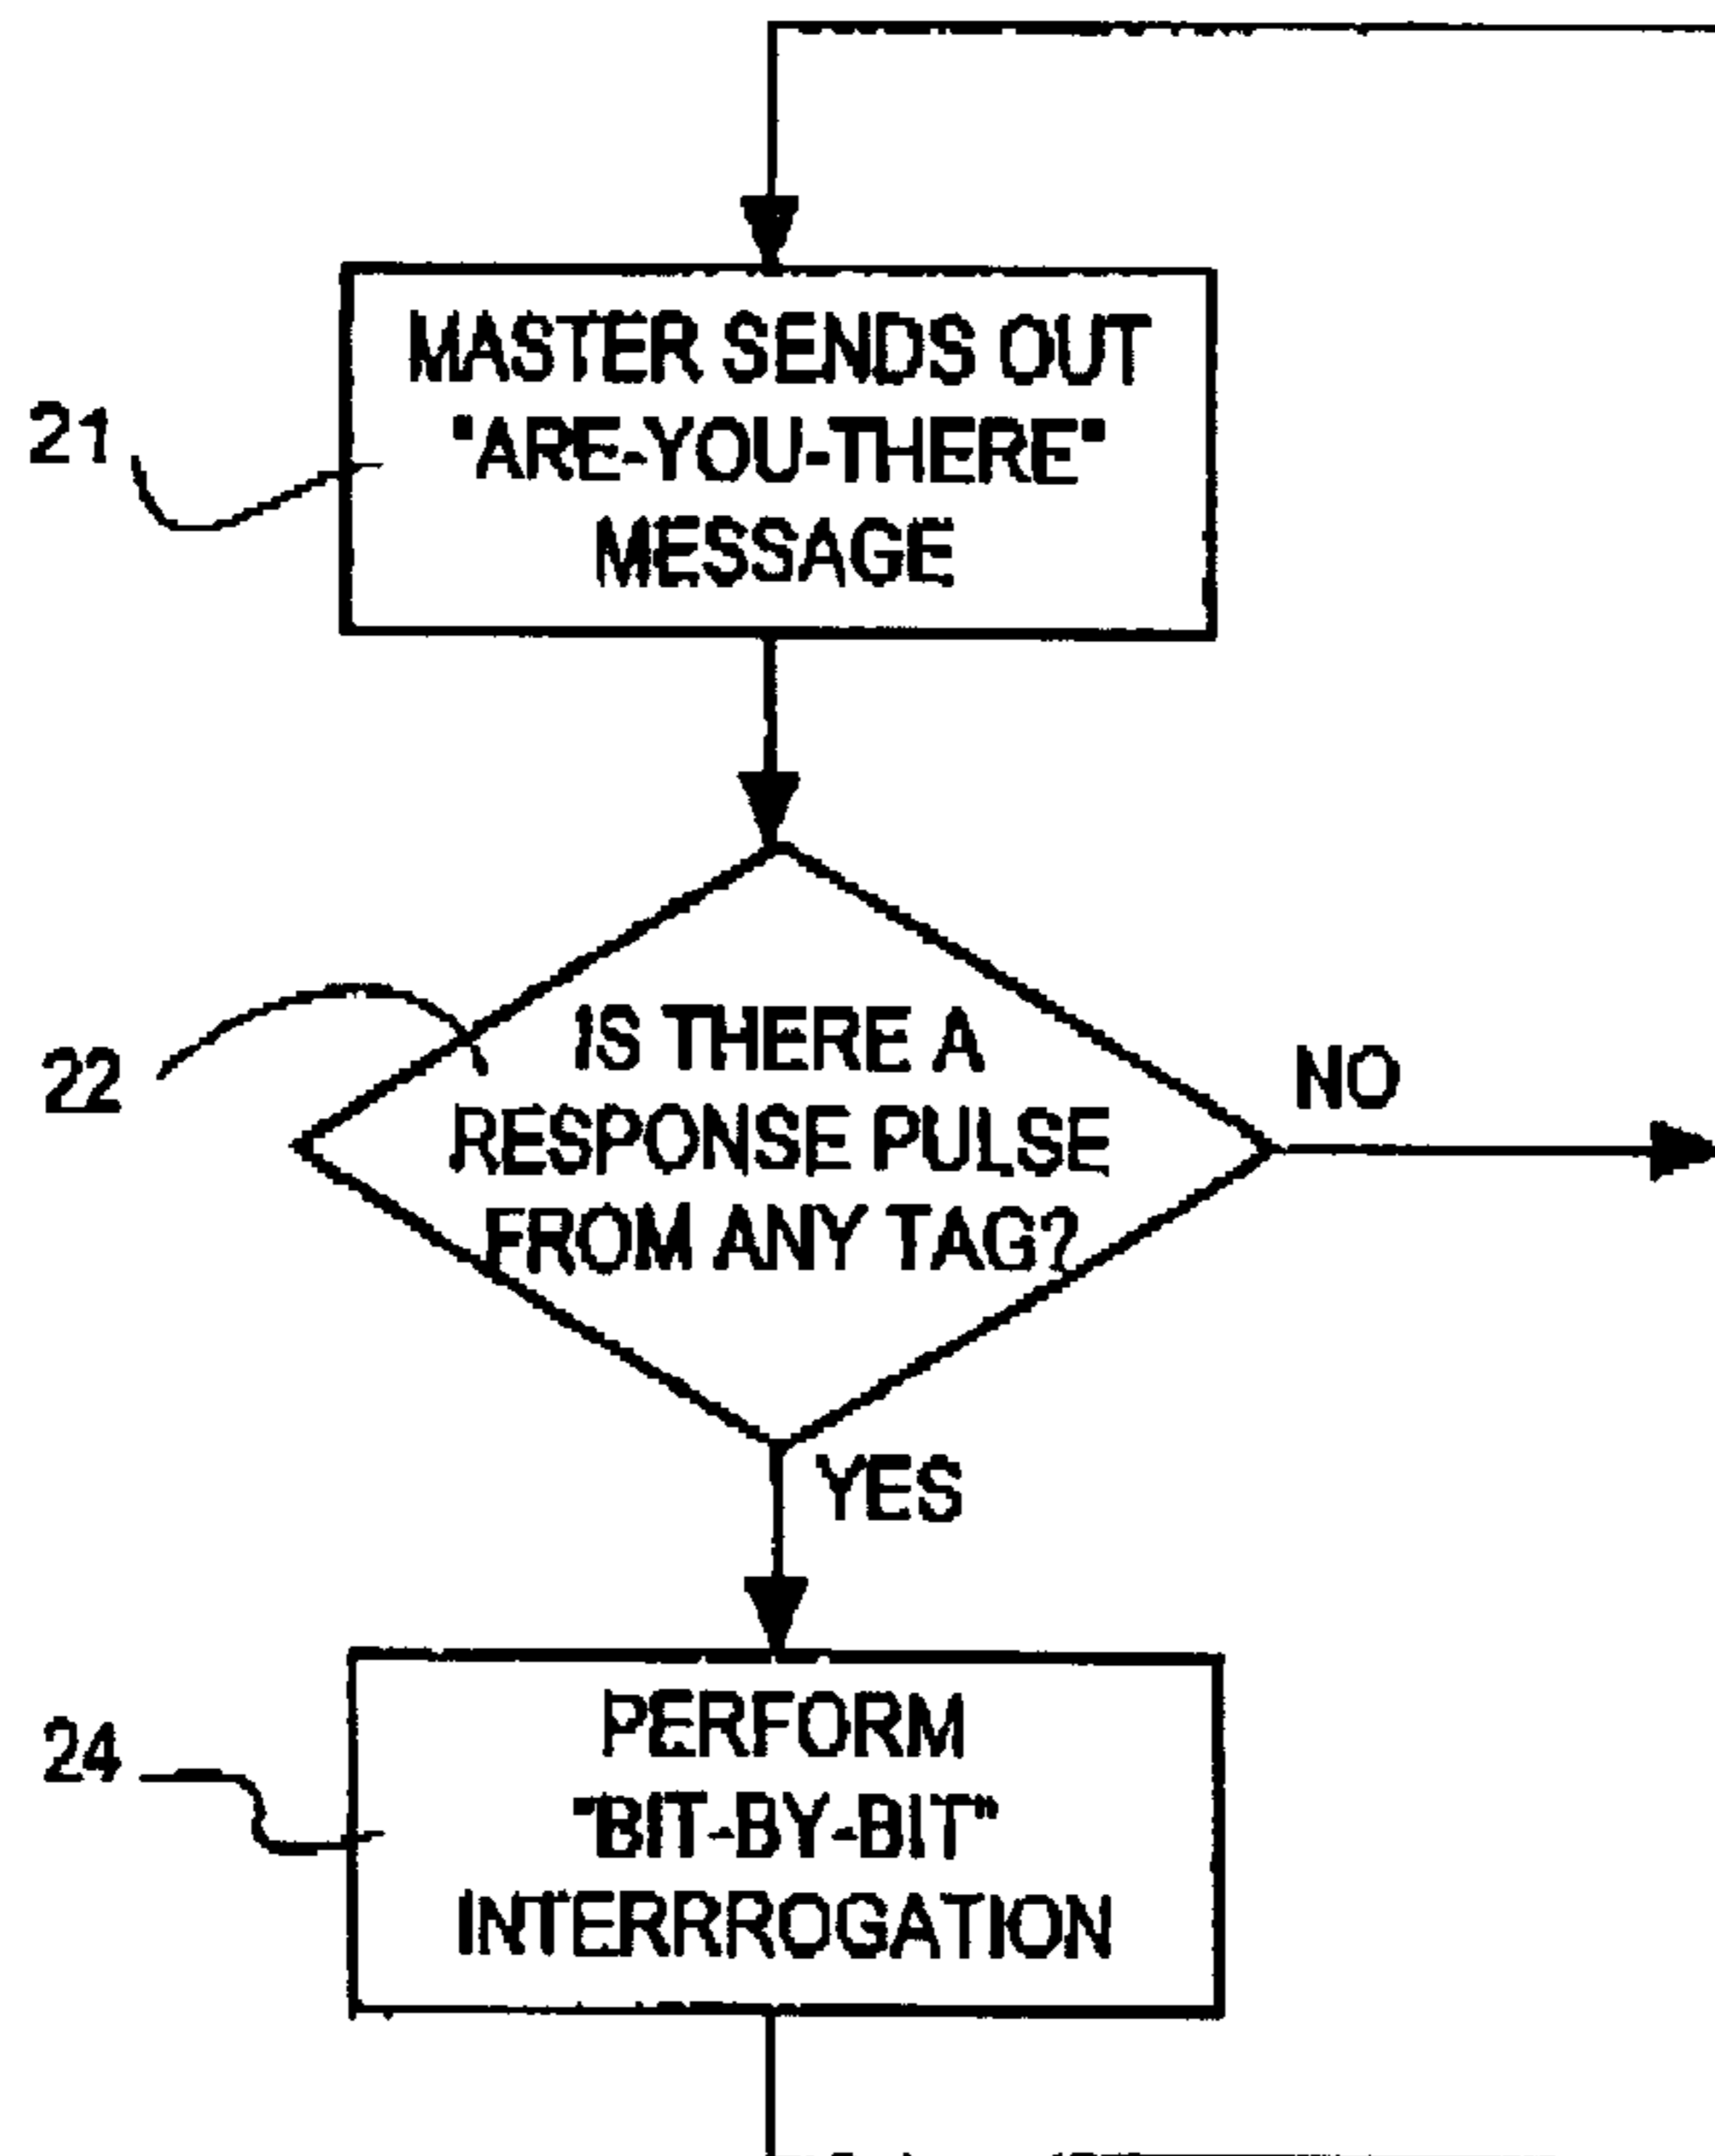 MASTER SENDS OUT
"ARE-YOU-THERE"
MESSAGE
21
IS THERE A
RESPONSE PULSE
FROM ANY TAG?
22
NO
YES
PERFORM
"BIT-BY-BIT"
INTERRROGATION
24